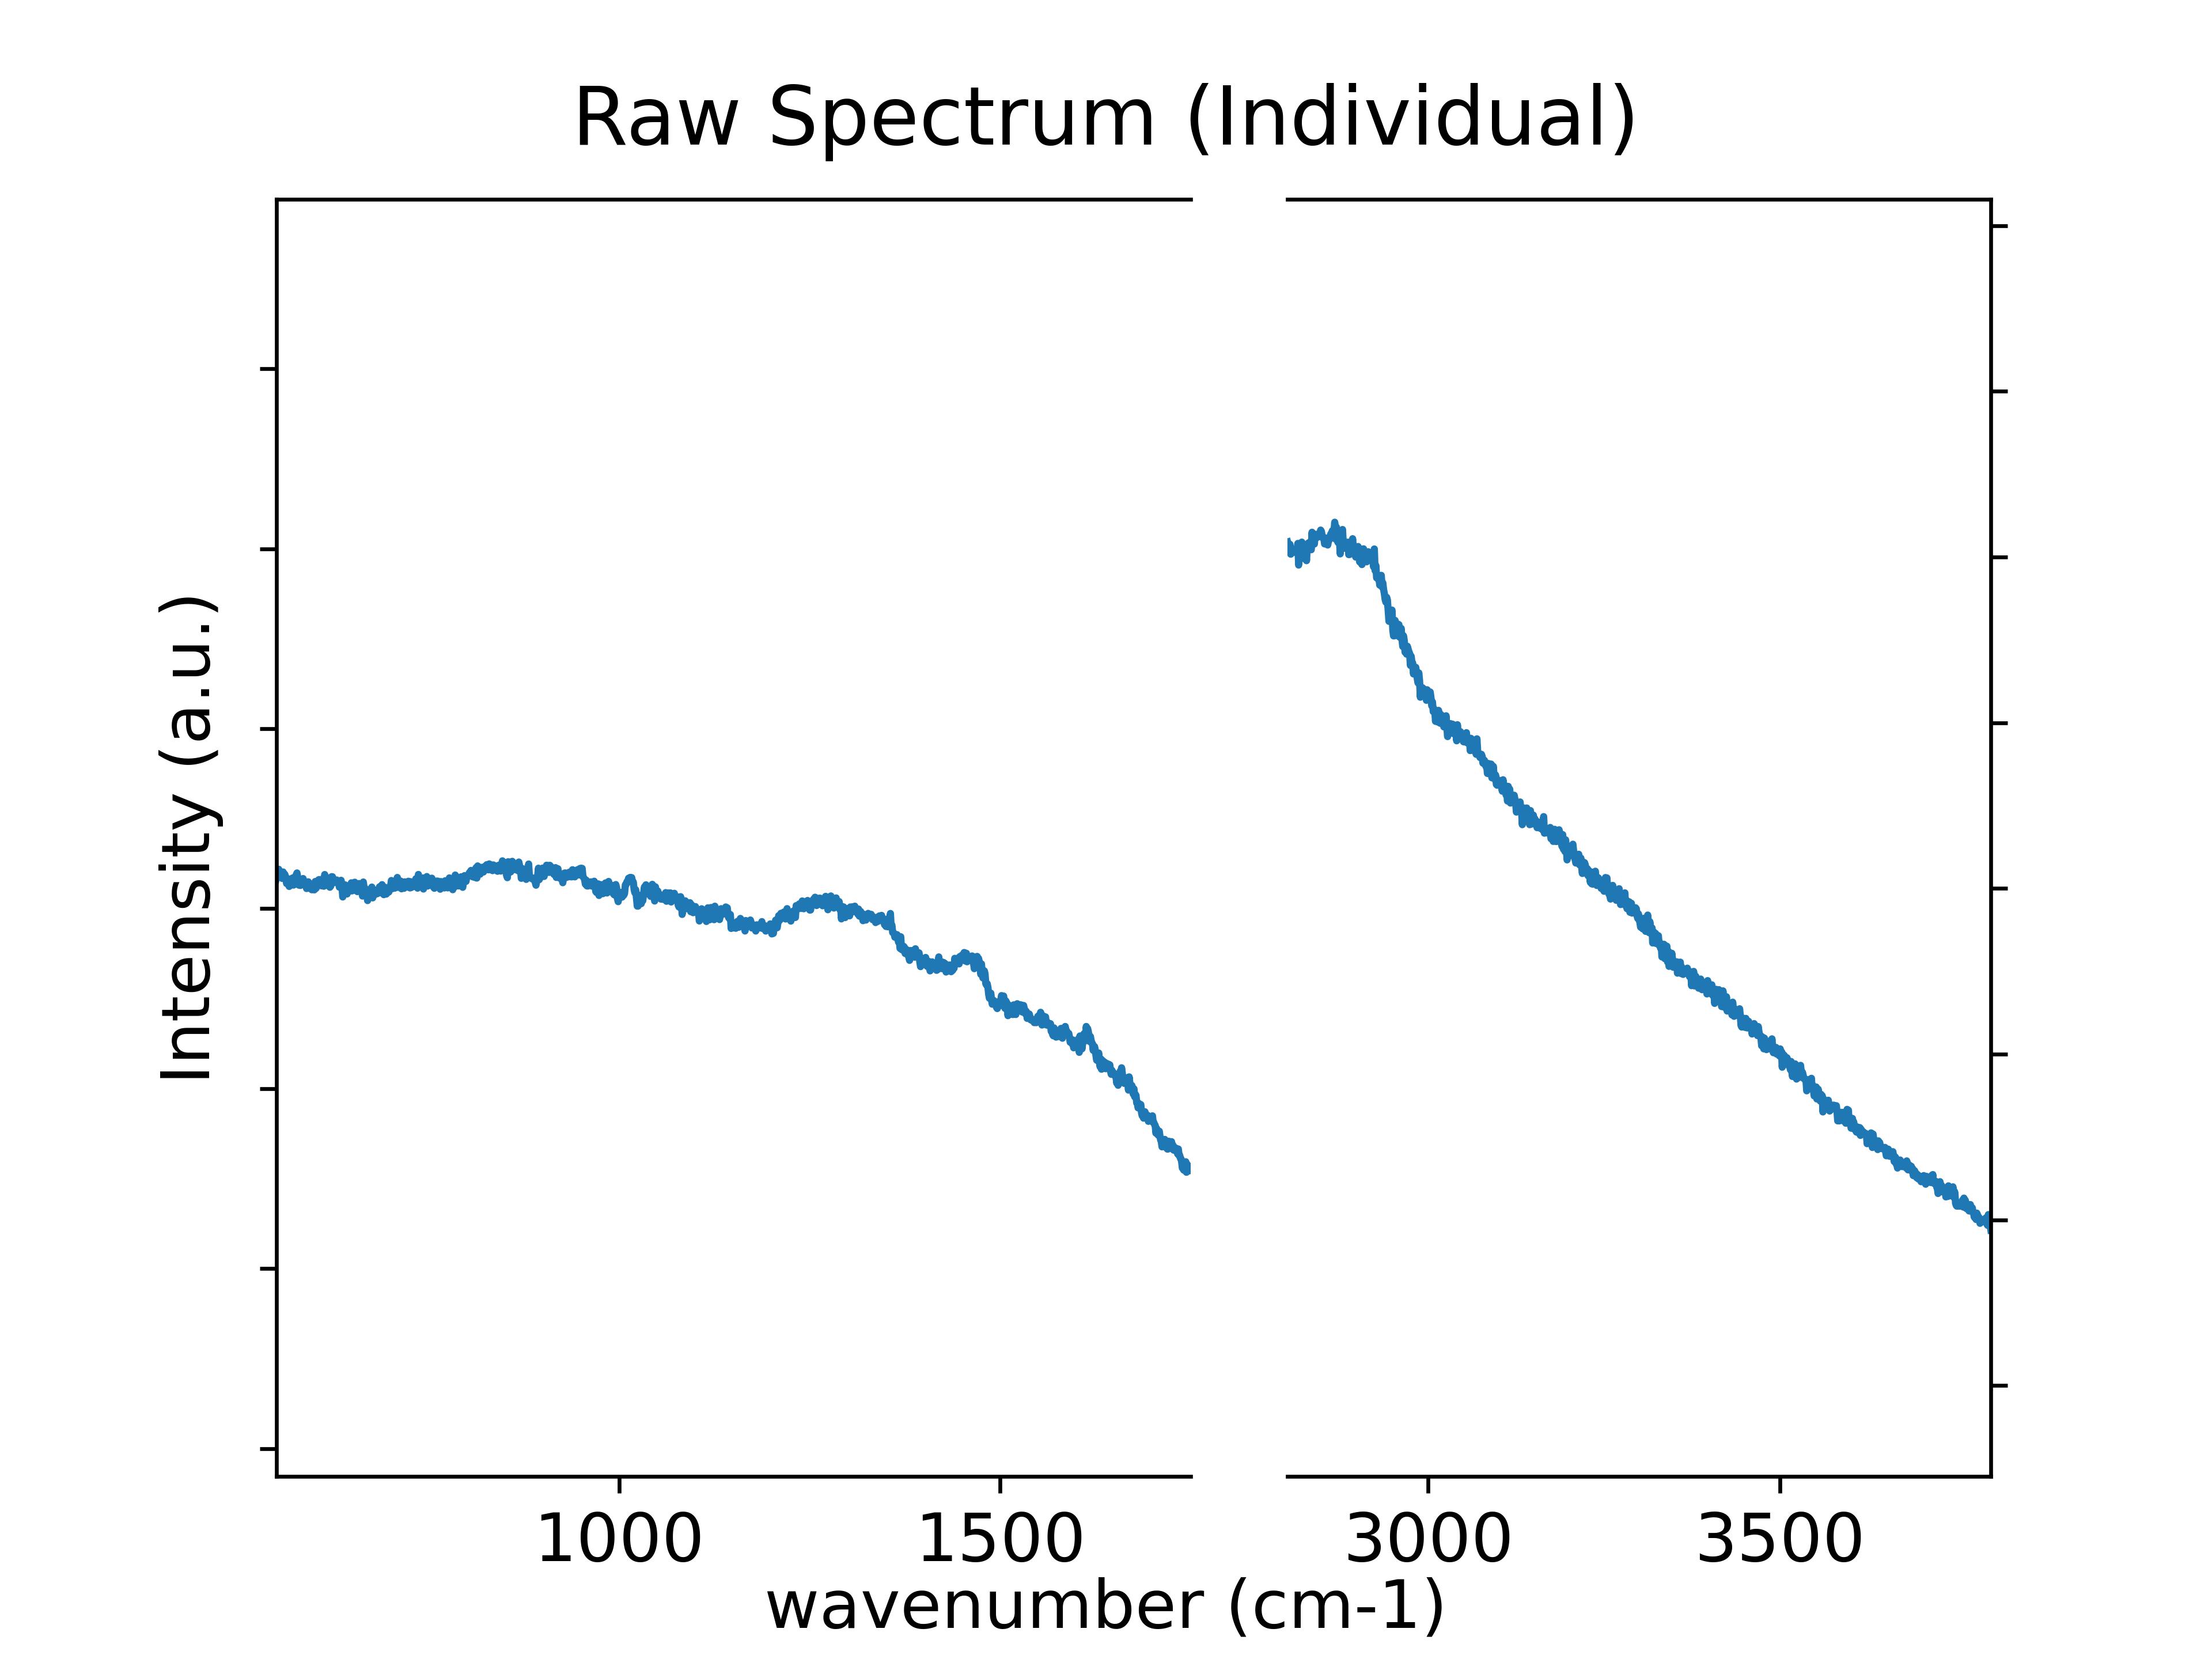 Raw Spectrum (Individual)
Intensity (a.u.)
1000 1500 3000 3500
wavenumber (cm-1)